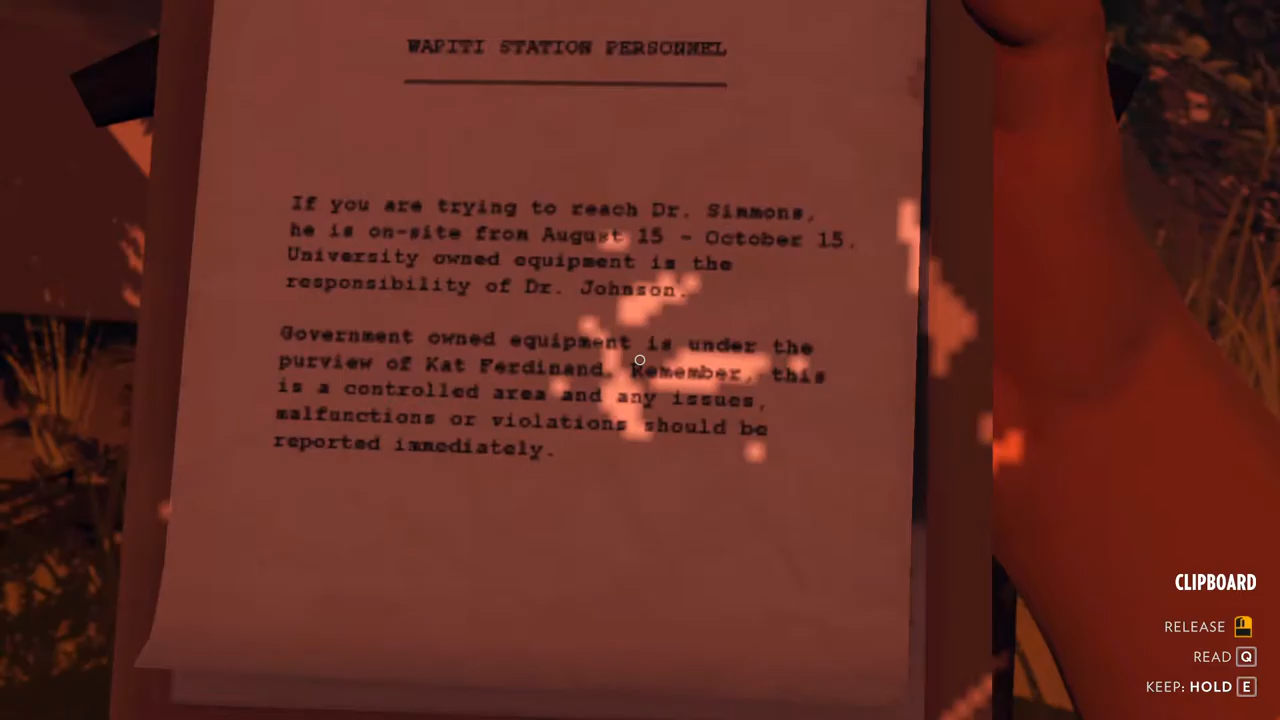 WAPITI STATION PERSONNEL
If you are trying to reach Dr. Simmons,
he is on-site from August 15 - October 15.
University owned equipment is the
responsibility of Dr. Johnson.
Government owned equipment is under the
purview of Kat Ferdinand. Remember, this
is a controlled area and any issues,
malfunctions or violations should be
reported immediately.
CLIPBOARD
RELEASE
READ Q
KEEP: HOLD E